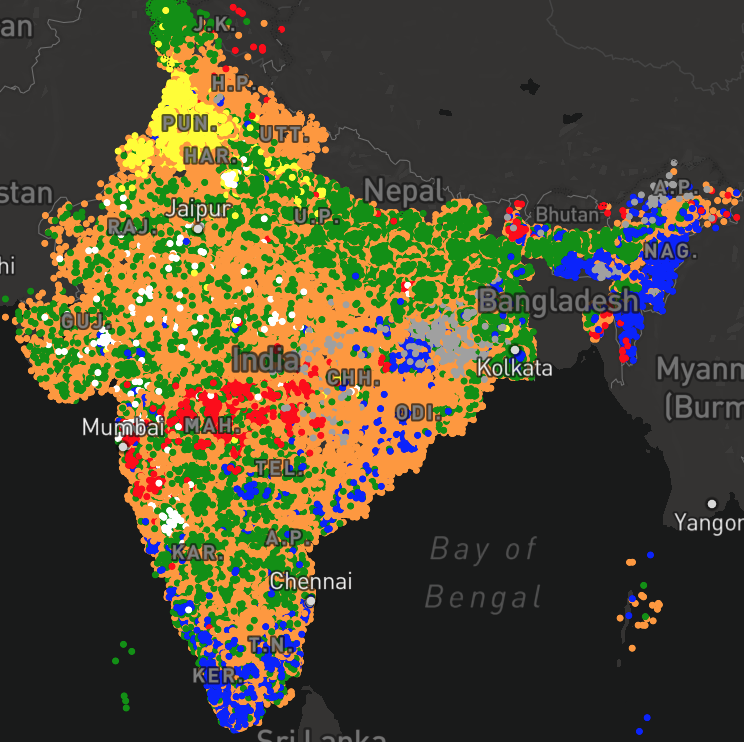 an
J.K.
H.P.
PUN.
UTT.
HAR.
stan
Nepal
A.P.
Jaipur
U.P.
Bhutan
RAJ.
NAG.
hi
GUJ.
Bangladesh
India
CHH.
Kolkata
Myanm
(Burm
ODI.
Mumbai
MAH.
TEL.
Yangon
A.P.
KAR.
Bay of
Bengal
Chennai
T.N.
KER.
Sri Lanka